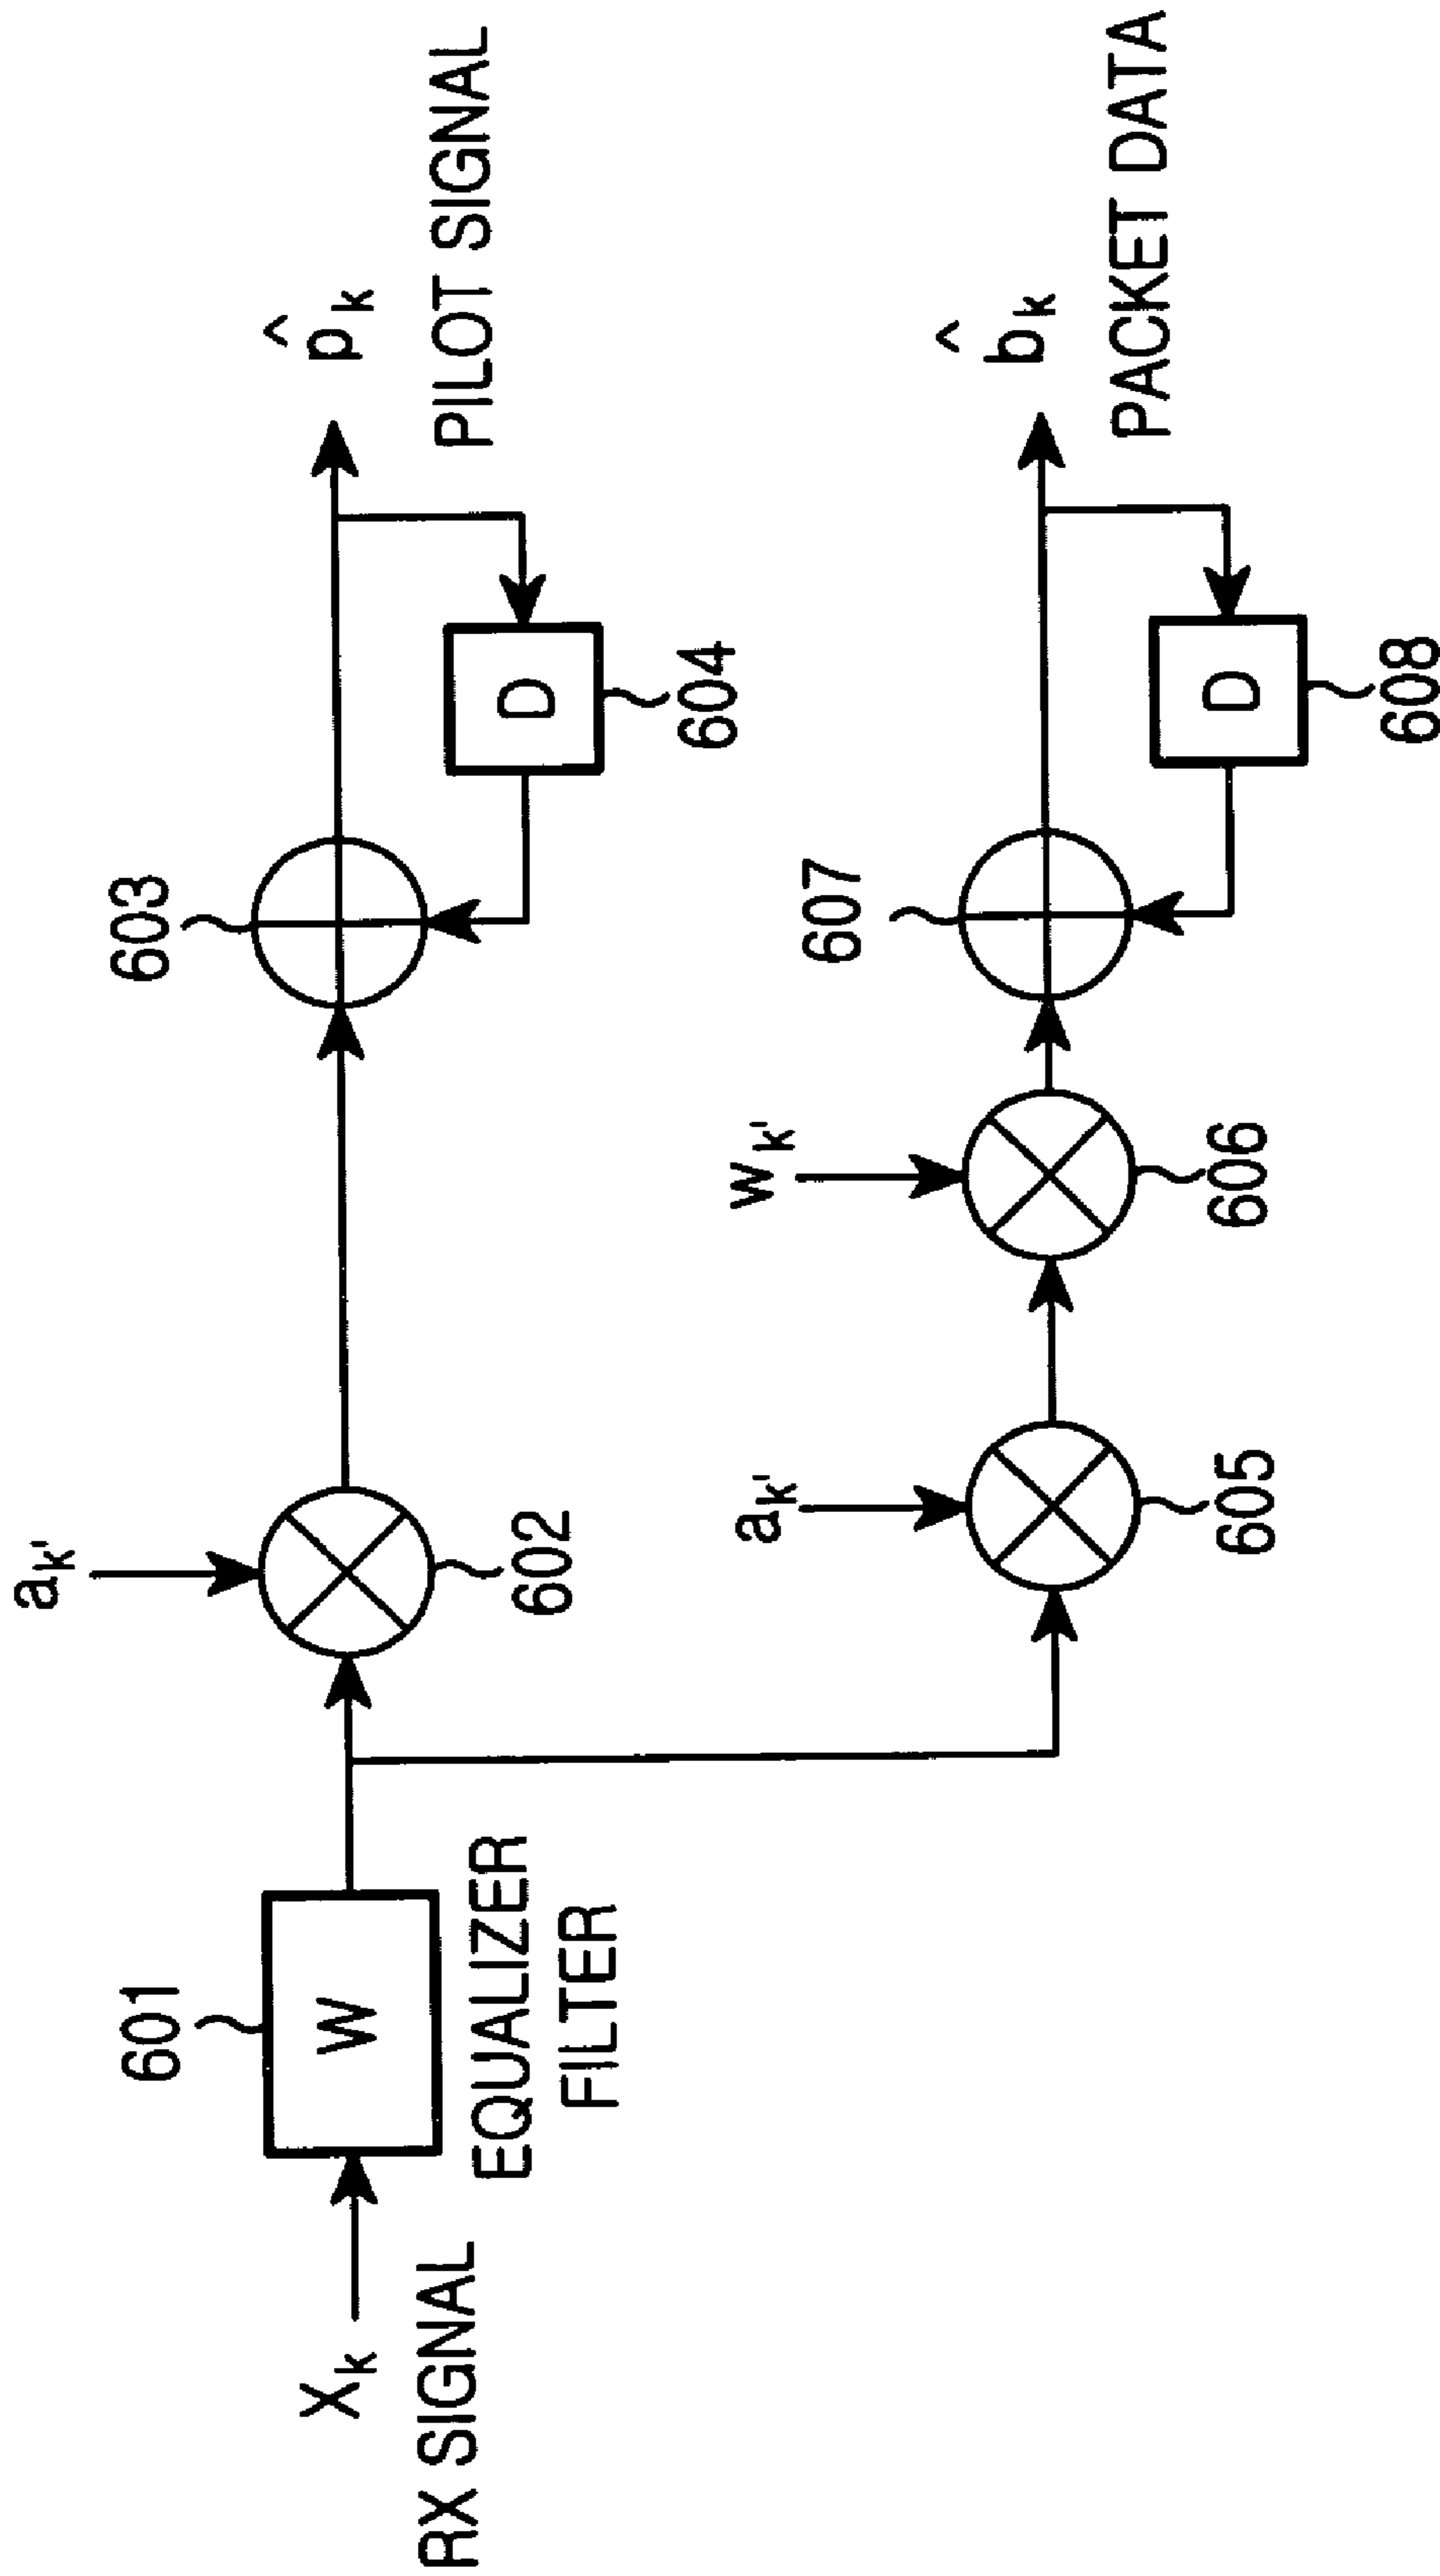 601
W
X_k
RX SIGNAL
EQUALIZER
FILTER
a_k'
602
603
D
604
p̂_k
PILOT SIGNAL
a_k'
605
w_k'
606
607
D
608
b̂_k
PACKET DATA